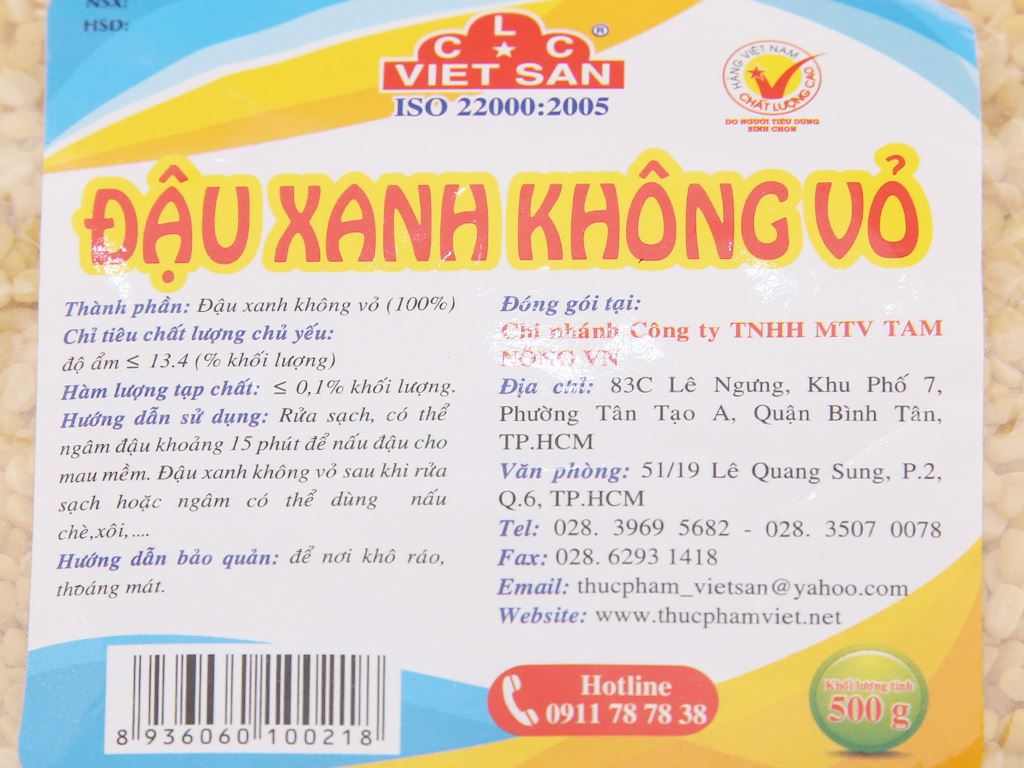 NSX:
HSD:
CLC ®
VIET SAN
ISO 22000:2005
HÀNG VIỆT NAM
CHẤT LƯỢNG CAO
DO NGƯỜI TIÊU DÙNG
BÌNH CHỌN
ĐẬU XANH KHÔNG VỎ
Thành phần: Đậu xanh không vỏ (100%)
Chỉ tiêu chất lượng chủ yếu:
độ ẩm ≤ 13.4 (% khối lượng)
Hàm lượng tạp chất: ≤ 0,1% khối lượng.
Hướng dẫn sử dụng: Rửa sạch, có thể
ngâm đậu khoảng 15 phút để nấu đậu cho
mau mềm. Đậu xanh không vỏ sau khi rửa
sạch hoặc ngâm có thể dùng nấu
chè,xôi,....
Hướng dẫn bảo quản: để nơi khô ráo,
thoáng mát.
Đóng gói tại:
Chi nhánh Công ty TNHH MTV TAM
NÔNG VN
Địa chỉ: 83C Lê Ngưng, Khu Phố 7,
Phường Tân Tạo A, Quận Bình Tân,
TP.HCM
Văn phòng: 51/19 Lê Quang Sung, P.2,
Q.6, TP.HCM
Tel: 028. 3969 5682 - 028. 3507 0078
Fax: 028. 6293 1418
Email: thucpham_vietsan@yahoo.com
Website: www.thucphamviet.net
8 936060 100218
Hotline
0911 78 78 38
Khối lượng tịnh
500 g